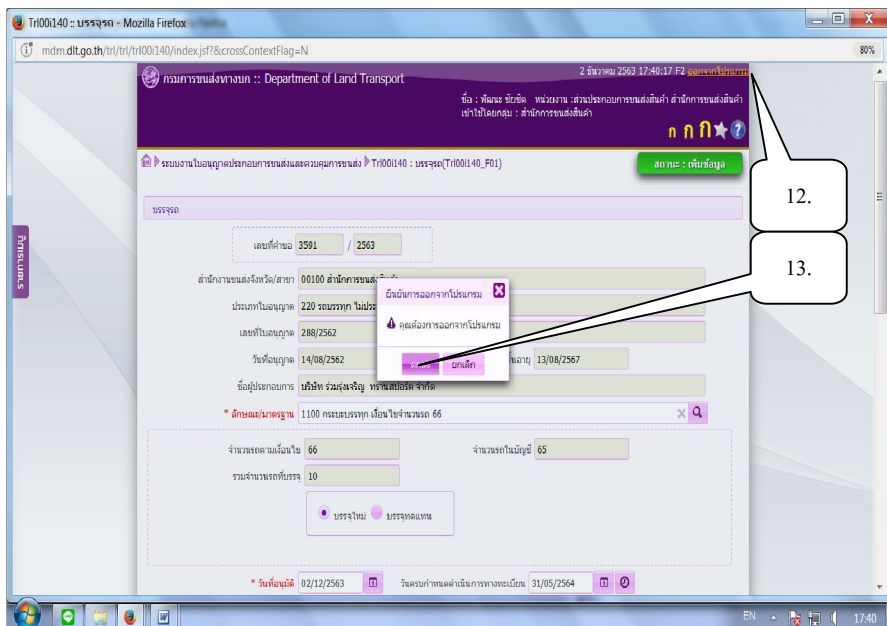 Trl00i140 :: บรรจุรถ - Mozilla Firefox
mdm.dlt.go.th/trl/trl/trl00i140/index.jsf?&crossContextFlag=N
80%
กรมการขนส่งทางบก :: Department of Land Transport
2 ธันวาคม 2563 17:40:17 F2 ออกจากโปรแกรม
ชื่อ : พัฒนะ ชัยชิด หน่วยงาน :ส่วนประกอบการขนส่งสินค้า สำนักการขนส่งสินค้า
เข้าใช้โดยกลุ่ม : สำนักการขนส่งสินค้า
ก ก ก ?
ระบบงานใบอนุญาตประกอบการขนส่งและควบคุมการขนส่ง Trl00i140 : บรรจุรถ(Trl00i140_F01)
สถานะ : เพิ่มข้อมูล
12.
บรรจุรถ
เลขที่คำขอ 3591 / 2563
13.
สำนักงานขนส่งจังหวัด/สาขา 00100 สำนักการขนส่งสินค้า
ยืนยันการออกจากโปรแกรม
ประเภทใบอนุญาต 220 รถบรรทุก ไม่ประ
คุณต้องการออกจากโปรแกรม
เลขที่ใบอนุญาต 288/2562
วันที่อนุญาต 14/08/2562
ยกเลิก
นอายุ 13/08/2567
ชื่อผู้ประกอบการ บริษัท ร่วมรุ่งเจริญ ทรานสปอร์ต จำกัด
* ลักษณะ/มาตรฐาน 1100 กระบะบรรทุก เงื่อนไขจำนวนรถ 66
จำนวนรถตามเงื่อนไข 66 จำนวนรถในบัญชี 65
รวมจำนวนรถที่บรรจุ 10
บรรจุใหม่ บรรจุทดแทน
* วันที่อนุมัติ 02/12/2563 วันครบกำหนดดำเนินการทางทะเบียน 31/05/2564
EN 17:40